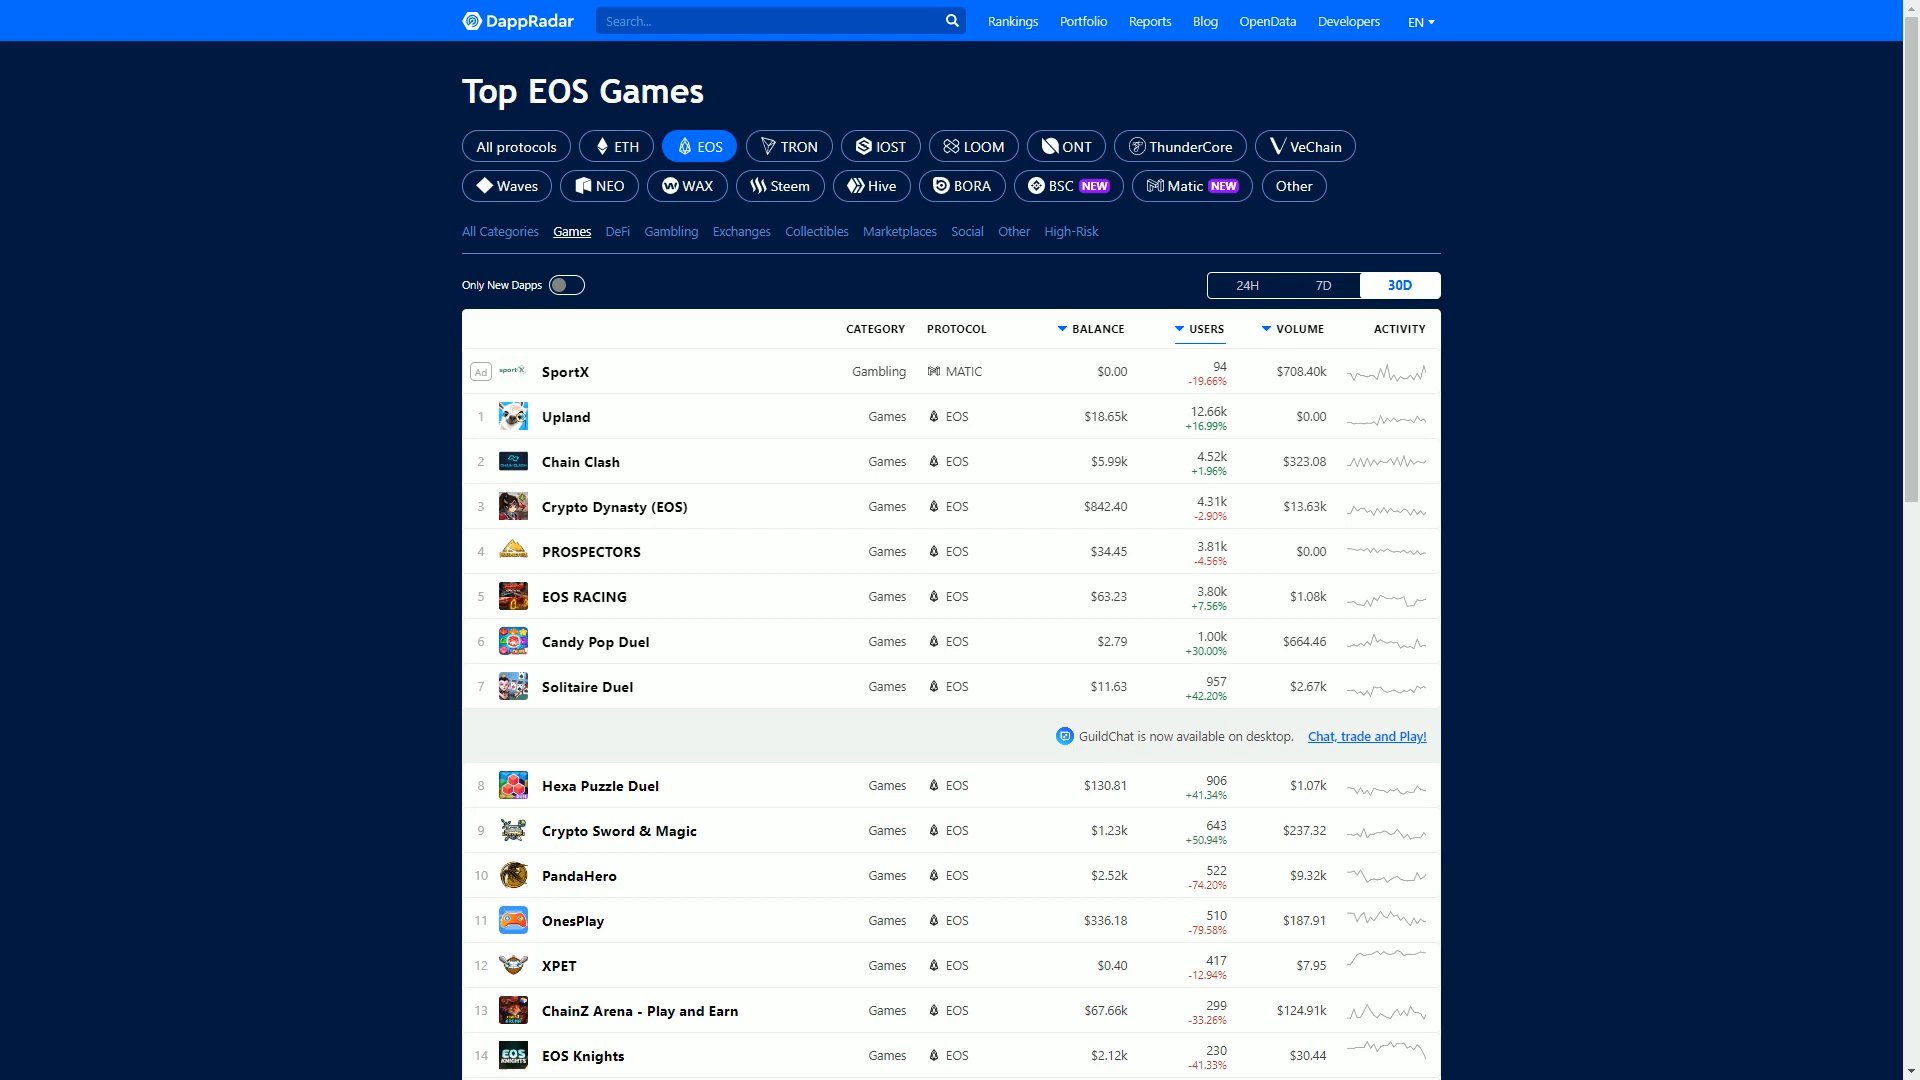 DappRadar Search... Rankings Portfolio Reports Blog OpenData Developers EN
Top EOS Games
All protocols ETH EOS TRON IOST LOOM ONT ThunderCore VeChain
Waves NEO WAX Steem Hive BORA BSC NEW Matic NEW Other
All Categories Games DeFi Gambling Exchanges Collectibles Marketplaces Social Other High-Risk
Only New Dapps 24H 7D 30D
CATEGORY PROTOCOL BALANCE USERS VOLUME ACTIVITY
Ad sportX SportX Gambling MATIC $0.00 94 $708.40k
-19.66%
1 Upland Games EOS $18.65k 12.66k $0.00
+16.99%
2 Chain Clash Games EOS $5.99k 4.52k $323.08
+1.96%
3 Crypto Dynasty (EOS) Games EOS $842.40 4.31k $13.63k
-2.90%
4 PROSPECTORS Games EOS $34.45 3.81k $0.00
-4.56%
5 EOS RACING Games EOS $63.23 3.80k $1.08k
+7.56%
6 Candy Pop Duel Games EOS $2.79 1.00k $664.46
+30.00%
7 Solitaire Duel Games EOS $11.63 957 $2.67k
+42.20%
GuildChat is now available on desktop. Chat, trade and Play!
8 Hexa Puzzle Duel Games EOS $130.81 906 $1.07k
+41.34%
9 Crypto Sword & Magic Games EOS $1.23k 643 $237.32
+50.94%
10 PandaHero Games EOS $2.52k 522 $9.32k
-74.20%
11 OnesPlay Games EOS $336.18 510 $187.91
-79.58%
12 XPET Games EOS $0.40 417 $7.95
-12.94%
13 ChainZ Arena - Play and Earn Games EOS $67.66k 299 $124.91k
-33.26%
14 EOS KNIGHTS EOS Knights Games EOS $2.12k 230 $30.44
-41.33%